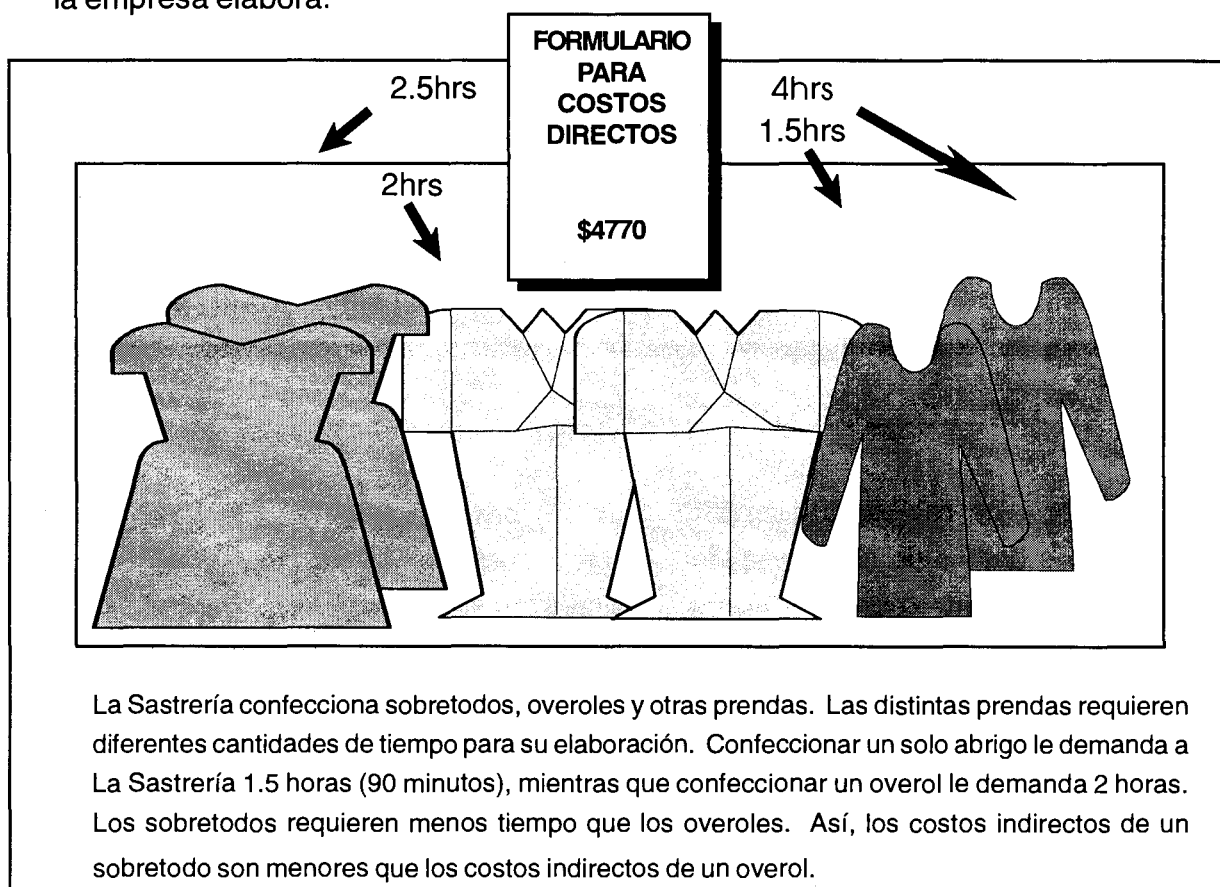 la empresa elabora.
FORMULARIO
PARA
COSTOS
DIRECTOS
$4770
2.5hrs
2hrs
4hrs
1.5hrs
La Sastrería confecciona sobretodos, overoles y otras prendas. Las distintas prendas requieren
diferentes cantidades de tiempo para su elaboración. Confeccionar un solo abrigo le demanda a
La Sastrería 1.5 horas (90 minutos), mientras que confeccionar un overol le demanda 2 horas.
Los sobretodos requieren menos tiempo que los overoles. Así, los costos indirectos de un
sobretodo son menores que los costos indirectos de un overol.